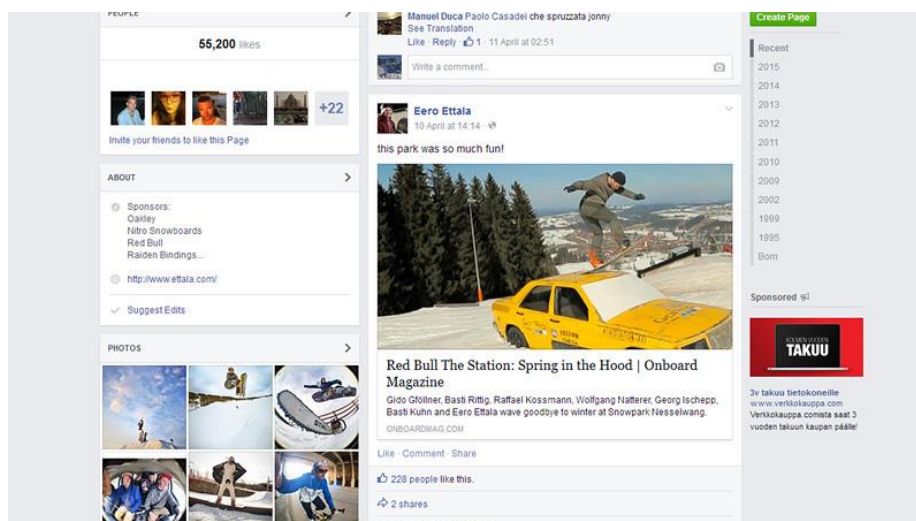 PEOPLE
55,200 likes
+22
Invite your friends to like this Page
ABOUT
Sponsors:
Oakley
Nitro Snowboards
Red Bull
Raiden Bindings...
http://www.ettala.com/
Suggest Edits
PHOTOS
Manuel Duca Paolo Casadei che spruzzata jonny
See Translation
Like · Reply · 1 · 11 April at 02:51
Write a comment...
Eero Ettala
10 April at 14:14 ·
this park was so much fun!
Red Bull The Station: Spring in the Hood | Onboard
Magazine
Gido Gföllner, Basti Rittig, Raffael Kossmann, Wolfgang Natterer, Georg Ischepp,
Basti Kuhn and Eero Ettala wave goodbye to winter at Snowpark Nesselwang.
ONBOARDMAG.COM
Like · Comment · Share
228 people like this.
2 shares
Create Page
Recent
2015
2014
2013
2012
2011
2010
2009
2002
1999
1995
Born
Sponsored
KOLMEN VUODEN
TAKUU
3v takuu tietokoneille
www.verkkokauppa.com
Verkkokauppa.comista saat 3
vuoden takuun kaupan päälle!